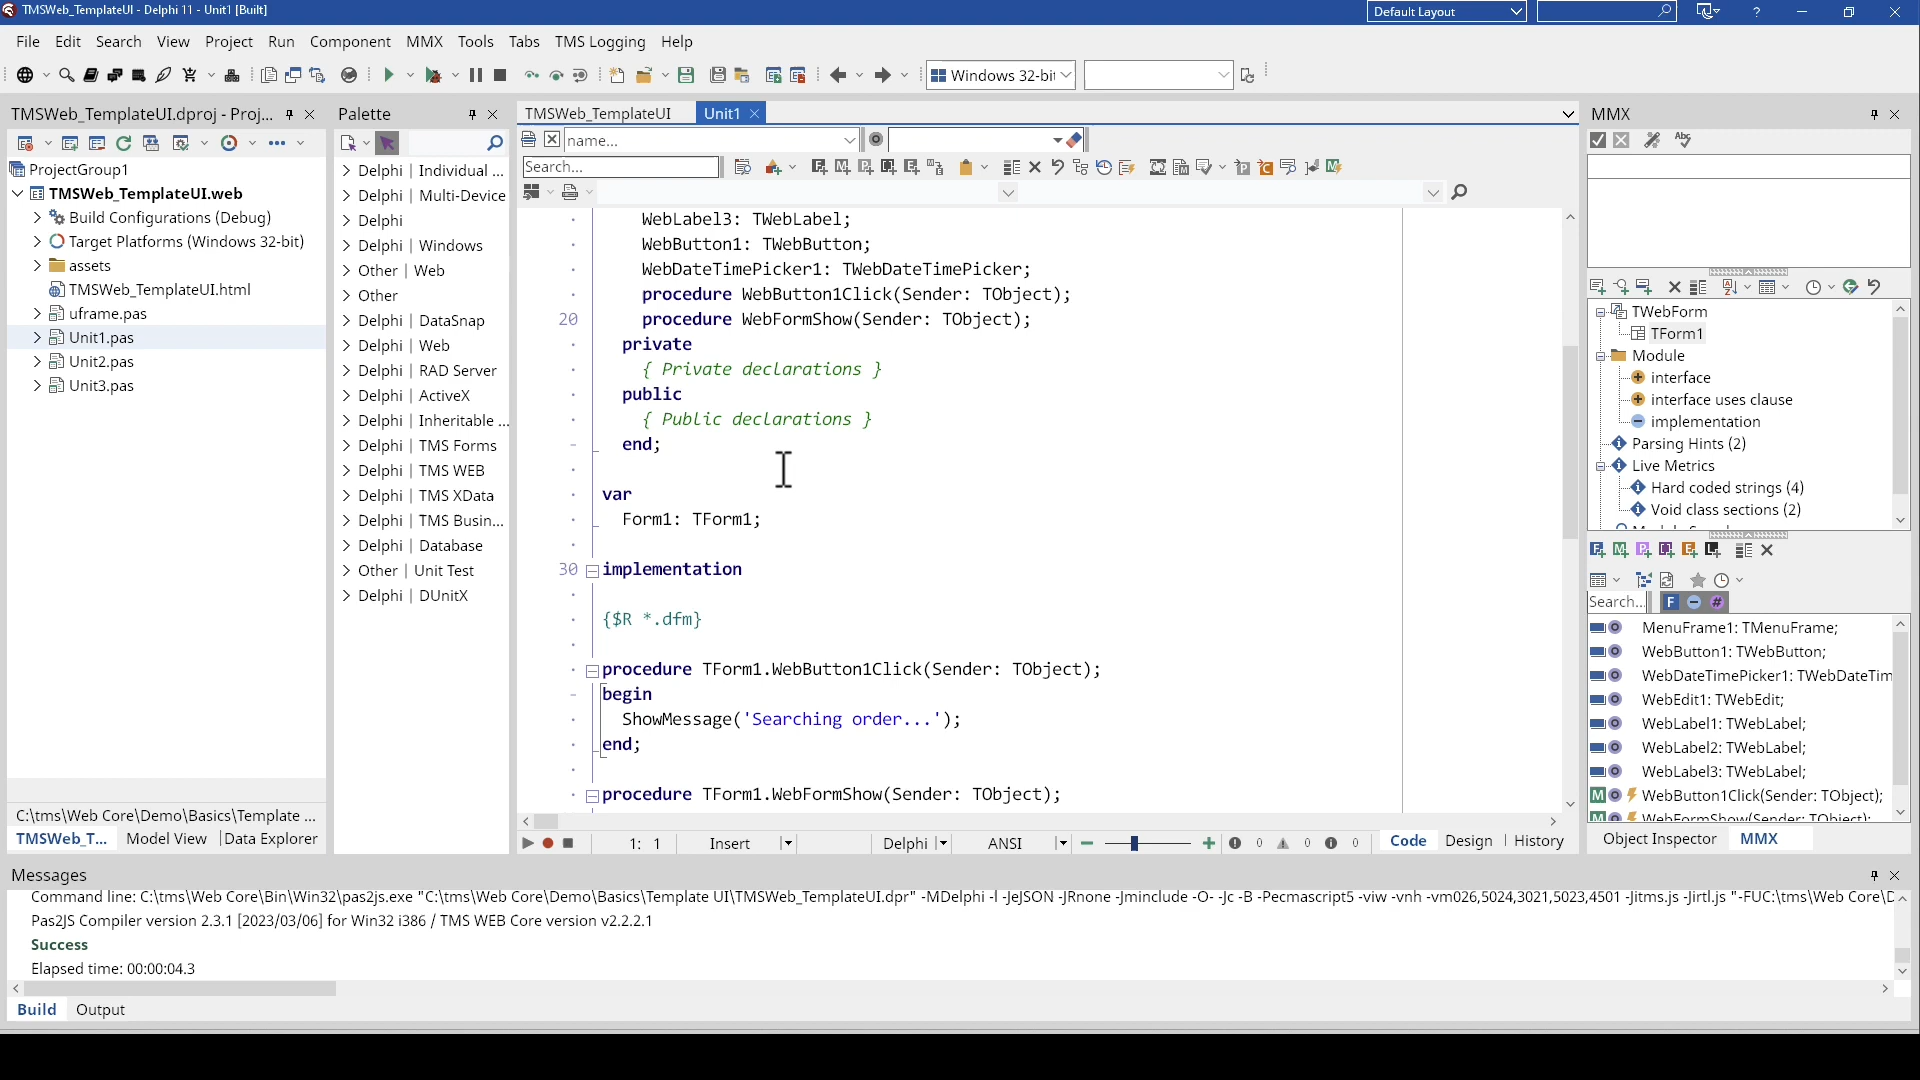 TMSWeb_TemplateUI - Delphi 11 - Unit1 [Built]
Default Layout
File Edit Search View Project Run Component MMX Tools Tabs TMS Logging Help
Windows 32-bi
TMSWeb_TemplateUI.dproj - Proj...
ProjectGroup1
TMSWeb_TemplateUI.web
Build Configurations (Debug)
Target Platforms (Windows 32-bit)
assets
TMSWeb_TemplateUI.html
uframe.pas
Unit1.pas
Unit2.pas
Unit3.pas
C:\tms\Web Core\Demo\Basics\Template ...
TMSWeb_T... Model View Data Explorer
Palette
Delphi | Individual ...
Delphi | Multi-Device
Delphi
Delphi | Windows
Other | Web
Other
Delphi | DataSnap
Delphi | Web
Delphi | RAD Server
Delphi | ActiveX
Delphi | Inheritable ...
Delphi | TMS Forms
Delphi | TMS WEB
Delphi | TMS XData
Delphi | TMS Busin...
Delphi | Database
Other | Unit Test
Delphi | DUnitX
TMSWeb_TemplateUI Unit1
name...
Search...
WebLabel3: TWebLabel;
WebButton1: TWebButton;
WebDateTimePicker1: TWebDateTimePicker;
procedure WebButton1Click(Sender: TObject);
20 procedure WebFormShow(Sender: TObject);
private
{ Private declarations }
public
{ Public declarations }
end;
var
Form1: TForm1;
30 implementation
{$R *.dfm}
procedure TForm1.WebButton1Click(Sender: TObject);
begin
ShowMessage('Searching order...');
end;
procedure TForm1.WebFormShow(Sender: TObject);
1: 1 Insert Delphi ANSI 0 0 0 Code Design History
MMX
TWebForm
TForm1
Module
interface
interface uses clause
implementation
Parsing Hints (2)
Live Metrics
Hard coded strings (4)
Void class sections (2)
Search...
MenuFrame1: TMenuFrame;
WebButton1: TWebButton;
WebDateTimePicker1: TWebDateTim
WebEdit1: TWebEdit;
WebLabel1: TWebLabel;
WebLabel2: TWebLabel;
WebLabel3: TWebLabel;
WebButton1Click(Sender: TObject);
WebFormShow(Sender: TObject);
Object Inspector MMX
Messages
Command line: C:\tms\Web Core\Bin\Win32\pas2js.exe "C:\tms\Web Core\Demo\Basics\Template UI\TMSWeb_TemplateUI.dpr" -MDelphi -l -JeJSON -JRnone -Jminclude -O- -Jc -B -Pecmascript5 -viw -vnh -vm026,5024,3021,5023,4501 -Jitms.js -Jirtl.js "-FUC:\tms\Web Core\D
Pas2JS Compiler version 2.3.1 [2023/03/06] for Win32 i386 / TMS WEB Core version v2.2.2.1
Success
Elapsed time: 00:00:04.3
Build Output